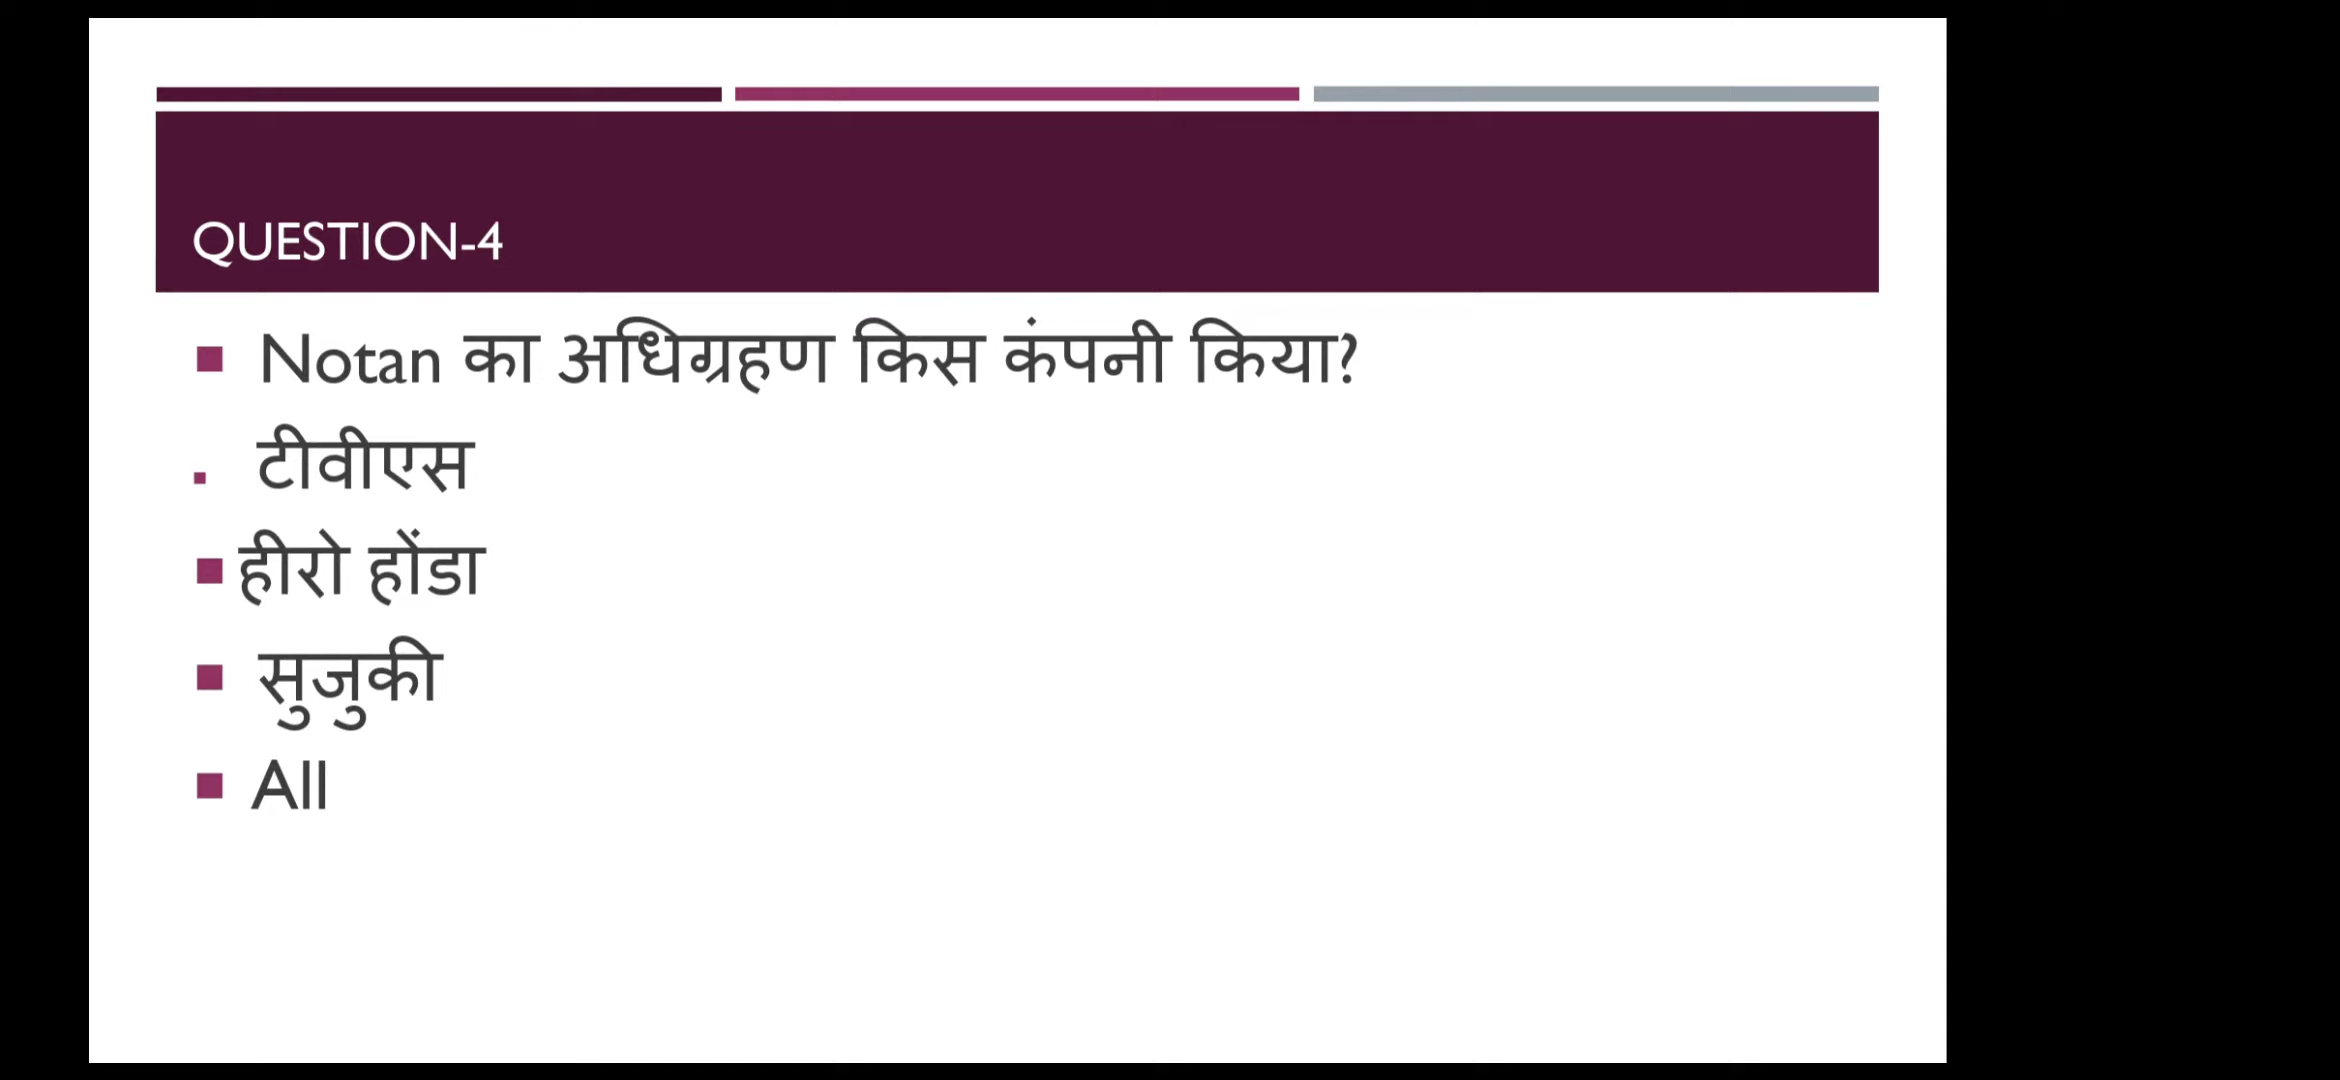 QUESTION-4
Notan का अधिग्रहण किस कंपनी किया?
टीवीएस
हीरो होंडा
सुजुकी
All